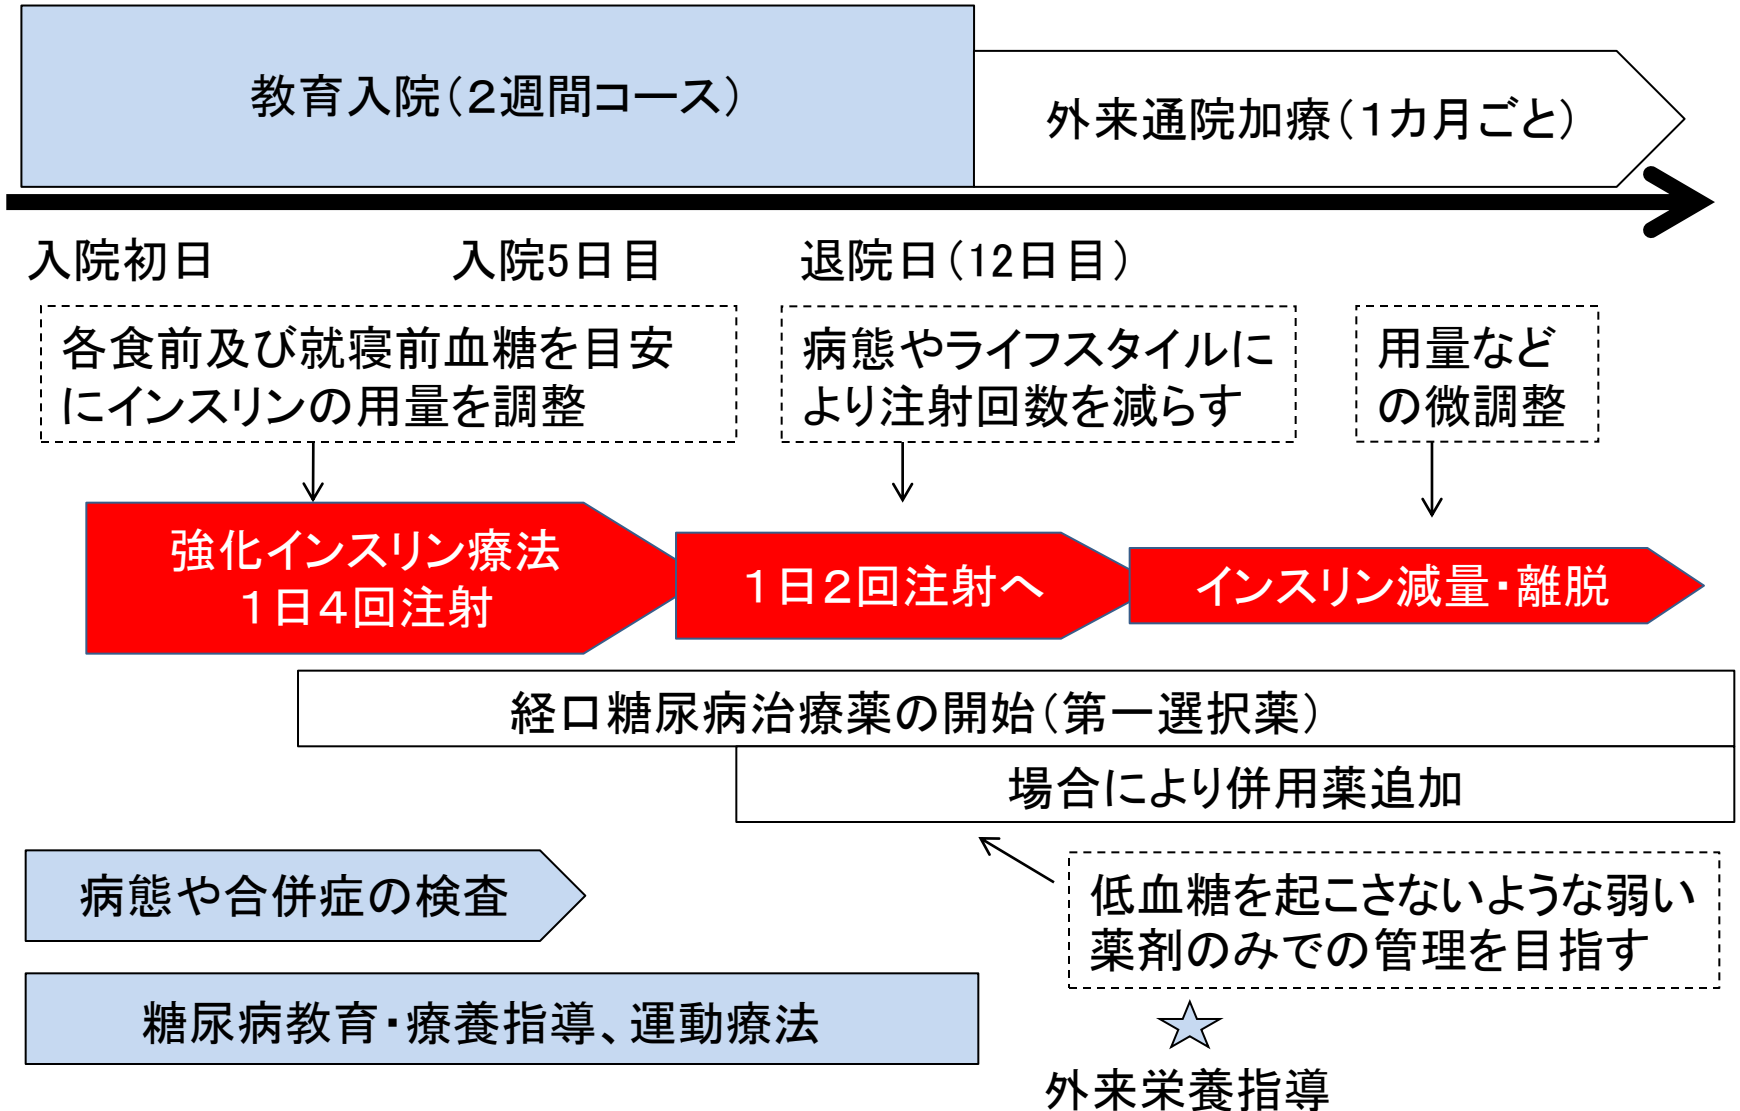 教育入院（２週間コース）
外来通院加療（１カ月ごと）
入院初日
入院5日目
退院日（12日目）
各食前及び就寝前血糖を目安
にインスリンの用量を調整
病態やライフスタイルに
より注射回数を減らす
用量など
の微調整
強化インスリン療法
１日４回注射
１日２回注射へ
インスリン減量・離脱
経口糖尿病治療薬の開始（第一選択薬）
場合により併用薬追加
病態や合併症の検査
低血糖を起こさないような弱い
薬剤のみでの管理を目指す
糖尿病教育・療養指導、運動療法
外来栄養指導